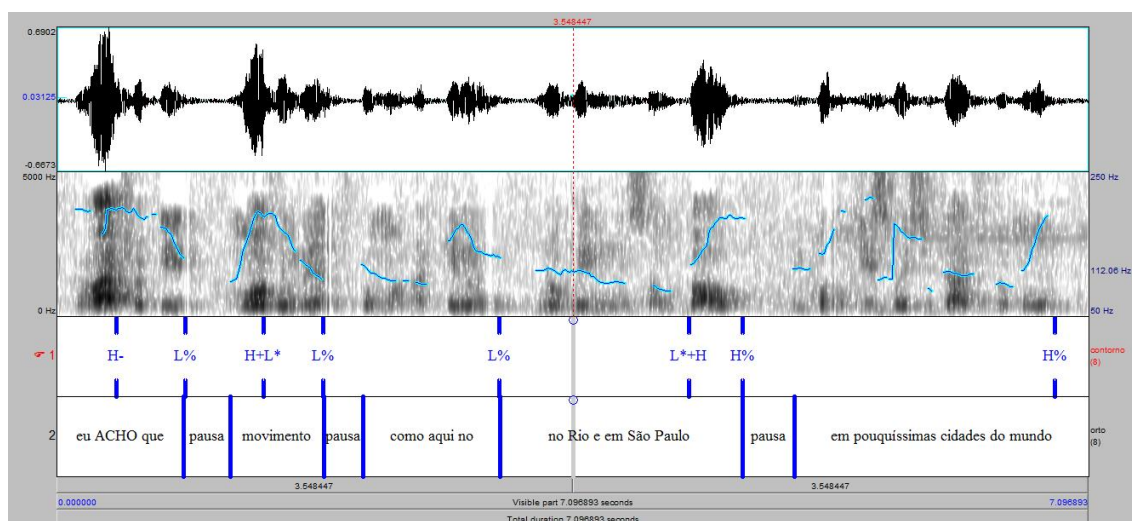 3.548447
0.6902
0.03125
-0.6673
5000 Hz
250 Hz
112.06 Hz
0 Hz
50 Hz
1
H-
L%
H+L*
L%
L%
L*+H
H%
H%
contorno
(8)
2
eu ACHO que
pausa
movimento
pausa
como aqui no
no Rio e em São Paulo
pausa
em pouquíssimas cidades do mundo
orto
(8)
3.548447
3.548447
0.000000
Visible part 7.096893 seconds
7.096893
Total duration 7.096893 seconds